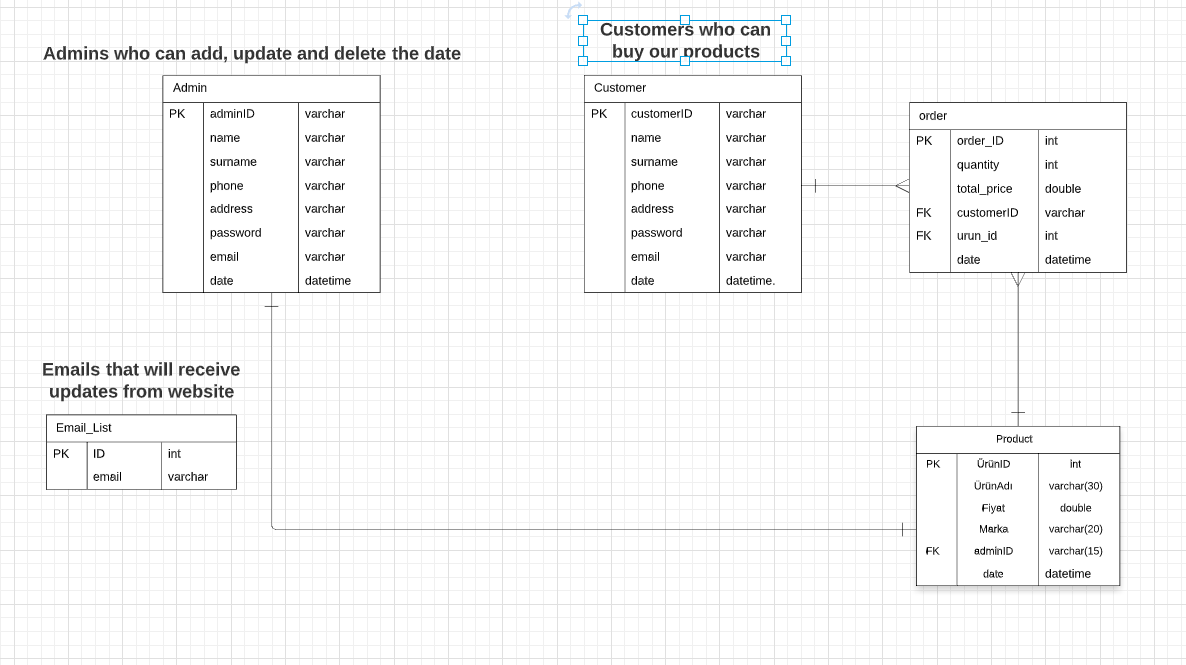 Customers who can
buy our products
Admins who can add, update and delete the date
Admin
PK adminID varchar
name varchar
surname varchar
phone varchar
address varchar
password varchar
email varchar
date datetime
Customer
PK customerID varchar
name varchar
surname varchar
phone varchar
address varchar
password varchar
email varchar
date datetime.
order
PK order_ID int
quantity int
total_price double
FK customerID varchar
FK urun_id int
date datetime
Emails that will receive
updates from website
Email_List
PK ID int
email varchar
Product
PK ÜrünID int
ÜrünAdı varchar(30)
Fiyat double
Marka varchar(20)
FK adminID varchar(15)
date datetime